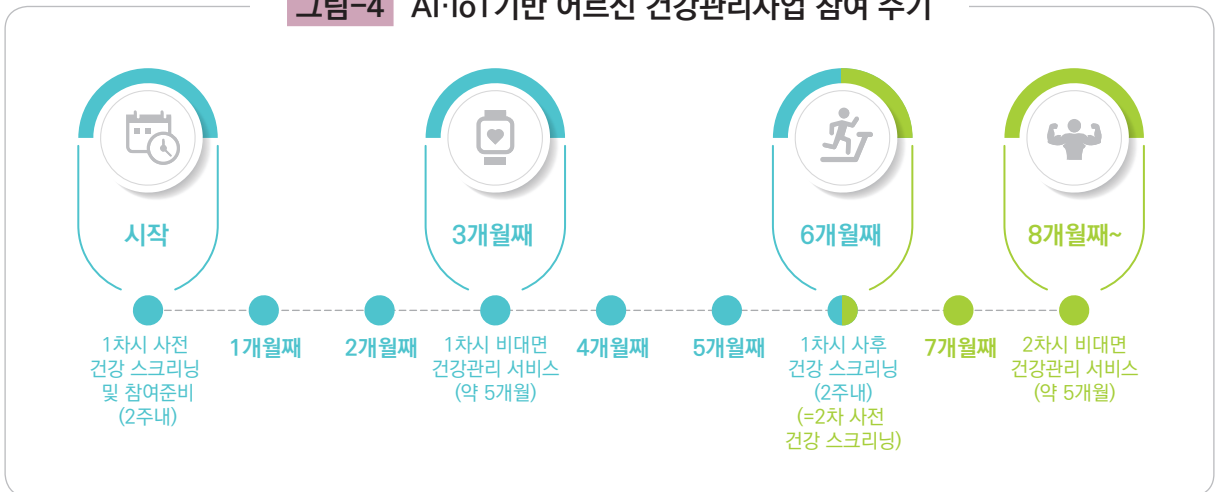 그림-4 AI·IoT기반 어르신 건강관리사업 참여 주기
시작
3개월째
6개월째
8개월째~
1차시 사전
건강 스크리닝
및 참여준비
(2주내)
1개월째
2개월째
1차시 비대면
건강관리 서비스
(약 5개월)
4개월째
5개월째
1차시 사후
건강 스크리닝
(2주내)
(=2차 사전
건강 스크리닝)
7개월째
2차시 비대면
건강관리 서비스
(약 5개월)